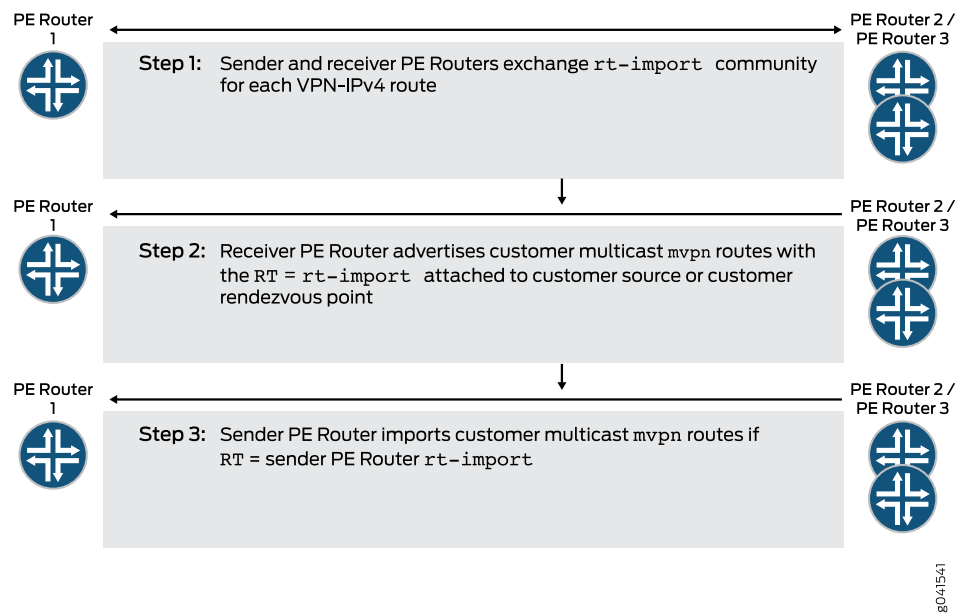 PE Router
1
PE Router 2 /
PE Router 3
Step 1: Sender and receiver PE Routers exchange rt-import community
for each VPN-IPv4 route
PE Router
1
PE Router 2 /
PE Router 3
Step 2: Receiver PE Router advertises customer multicast mvpn routes with
the RT = rt-import attached to customer source or customer
rendezvous point
PE Router
1
PE Router 2 /
PE Router 3
Step 3: Sender PE Router imports customer multicast mvpn routes if
RT = sender PE Router rt-import
g041541